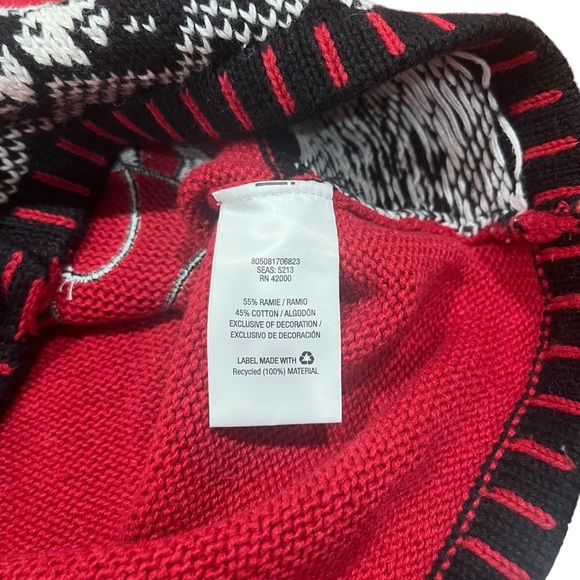 805081706823
SEAS: 5213
RN 42000
55% RAMIE / RAMIO
45% COTTON / ALGODÓN
EXCLUSIVE OF DECORATION /
EXCLUSIVO DE DECORACIÓN
LABEL MADE WITH
Recycled (100%) MATERIAL